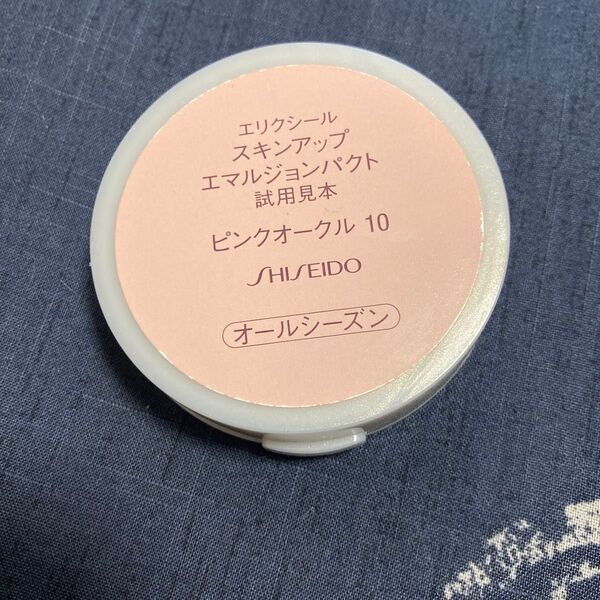 エリクシール
スキンアップ
エマルジョンパクト
試用見本
ピンクオークル 10
SHISEIDO
オールシーズン